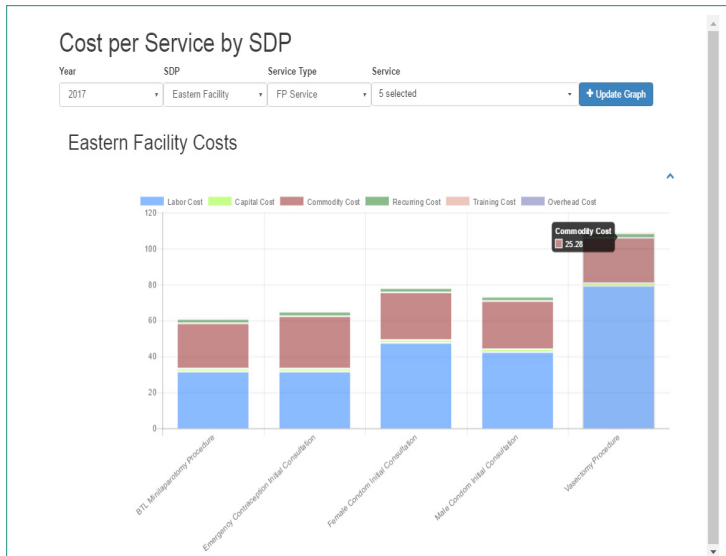 Cost per Service by SDP
Year SDP Service Type Service
2017 Eastern Facility FP Service 5 selected + Update Graph
Eastern Facility Costs
Labor Cost Capital Cost Commodity Cost Recurring Cost Training Cost Overhead Cost
120
Commodity Cost
25.28
100
80
60
40
20
0
BTL Minilaparotomy Procedure
Emergency Contraception Initial Consultation
Female Condom Initial Consultation
Male Condom Initial Consultation
Vasectomy Procedure